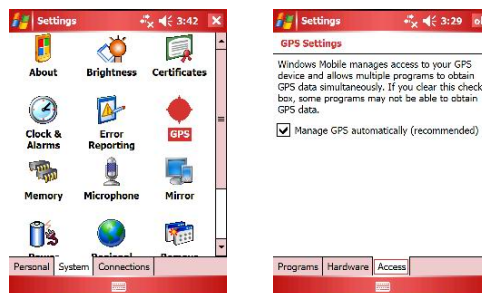 Settings 3:42
About Brightness Certificates
Clock & Alarms
Error Reporting
GPS
Memory Microphone Mirror
Personal System Connections
Settings 3:29
GPS Settings
Windows Mobile manages access to your GPS
device and allows multiple programs to obtain
GPS data simultaneously. If you clear this check
box, some programs may not be able to obtain
GPS data.
Manage GPS automatically (recommended)
Programs Hardware Access